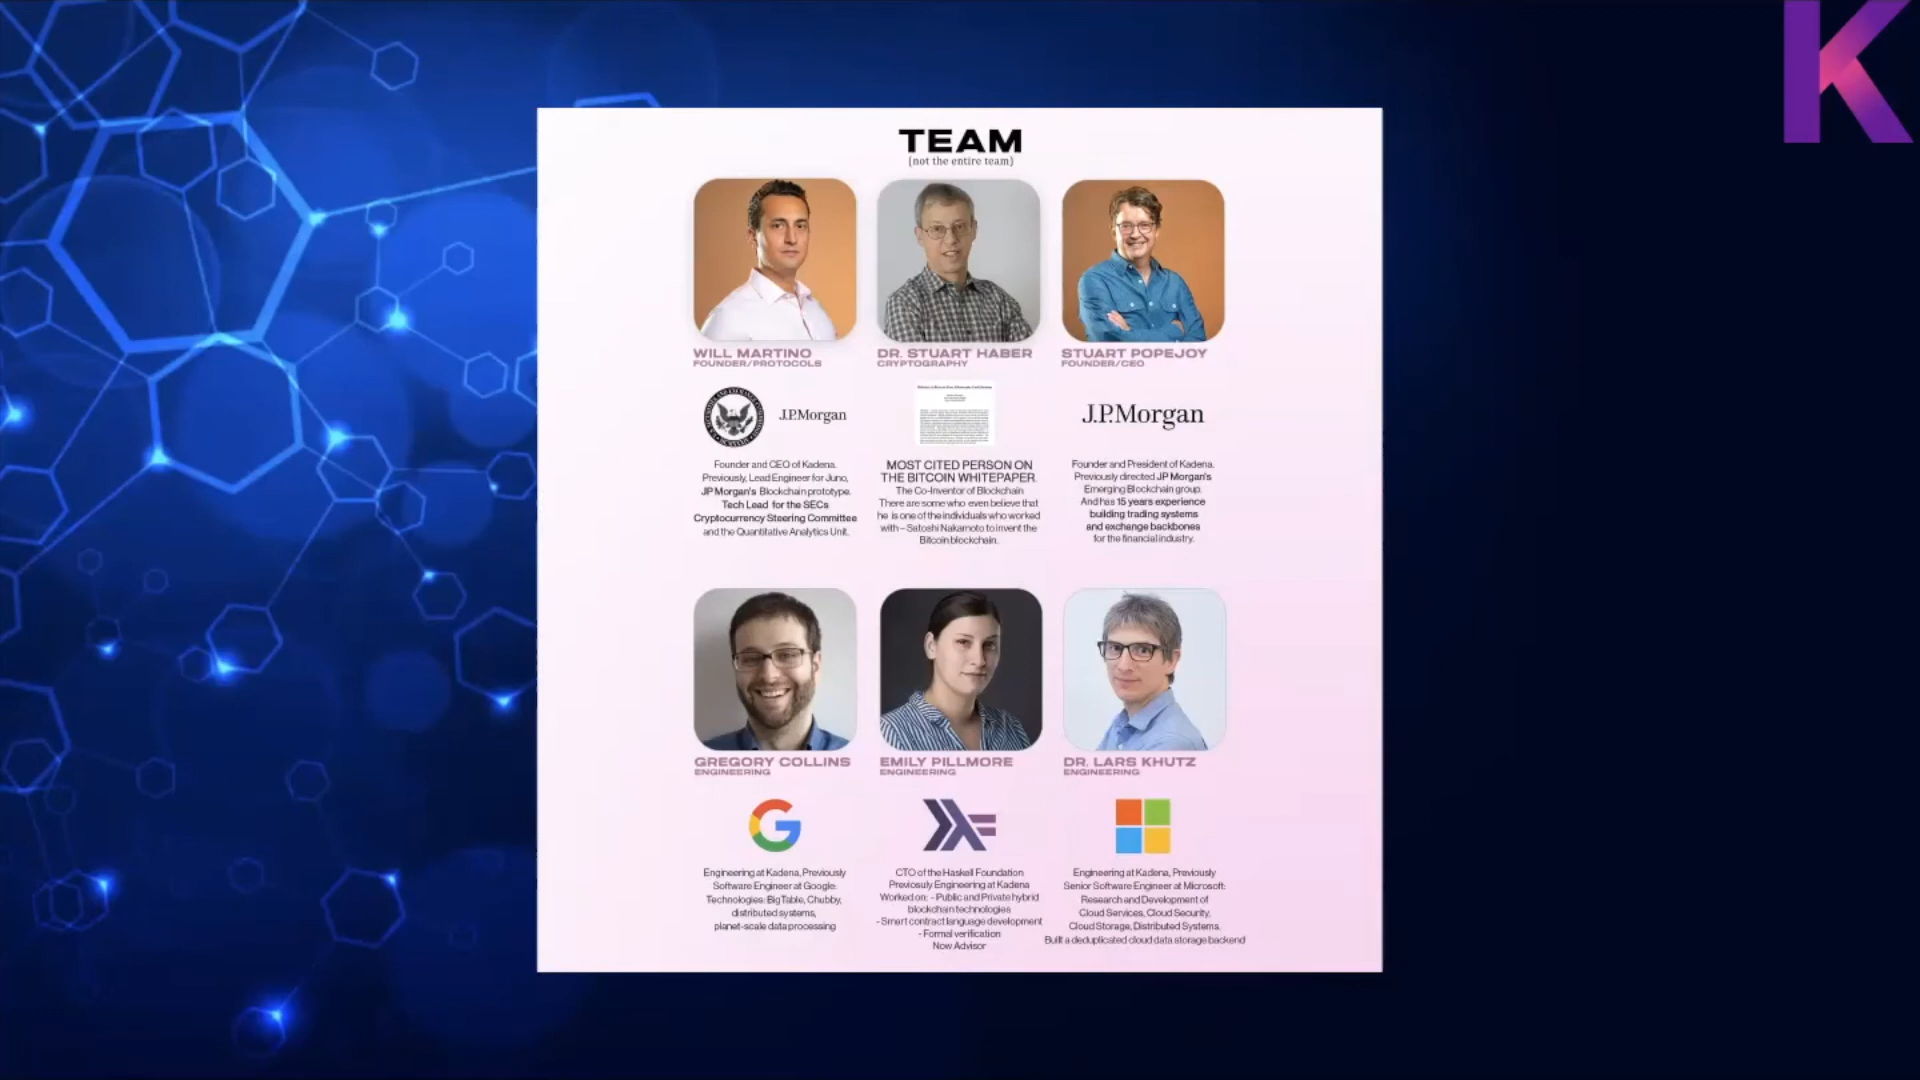 K
TEAM
(not the entire team)
WILL MARTINO
FOUNDER/PROTOCOLS
DR. STUART HABER
CRYPTOGRAPHY
STUART POPEJOY
FOUNDER/CEO
J.P.Morgan
J.P.Morgan
Founder and CEO of Kadena.
Previously, Lead Engineer for Juno,
JP Morgan's Blockchain prototype.
Tech Lead for the SECs
Cryptocurrency Steering Committee
and the Quantitative Analytics Unit.
MOST CITED PERSON ON
THE BITCOIN WHITEPAPER.
The Co-Inventor of Blockchain
There are some who even believe that
he is one of the individuals who worked
with – Satoshi Nakamoto to invent the
Bitcoin blockchain.
Founder and President of Kadena.
Previously directed JP Morgan's
Emerging Blockchain group.
And has 15 years experience
building trading systems
and exchange backbones
for the financial industry.
GREGORY COLLINS
ENGINEERING
EMILY PILLMORE
ENGINEERING
DR. LARS KHUTZ
ENGINEERING
G
Engineering at Kadena, Previously
Software Engineer at Google:
Technologies: BigTable, Chubby,
distributed systems,
planet-scale data processing
CTO of the Haskell Foundation
Previosuly Engineering at Kadena
Worked on: - Public and Private hybrid
blockchain technologies
- Smart contract language development
- Formal verification
Now Advisor
Engineering at Kadena, Previously
Senior Software Engineer at Microsoft:
Research and Development of
Cloud Services, Cloud Security,
Cloud Storage, Distributed Systems,
Built a deduplicated cloud data storage backend